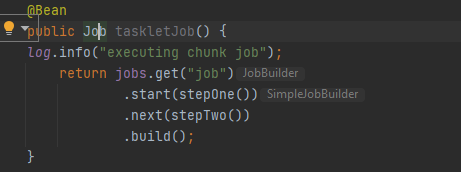 @Bean
public Job taskletJob() {
log.info("executing chunk job");
return jobs.get("job") JobBuilder
.start(stepOne()) SimpleJobBuilder
.next(stepTwo())
.build();
}